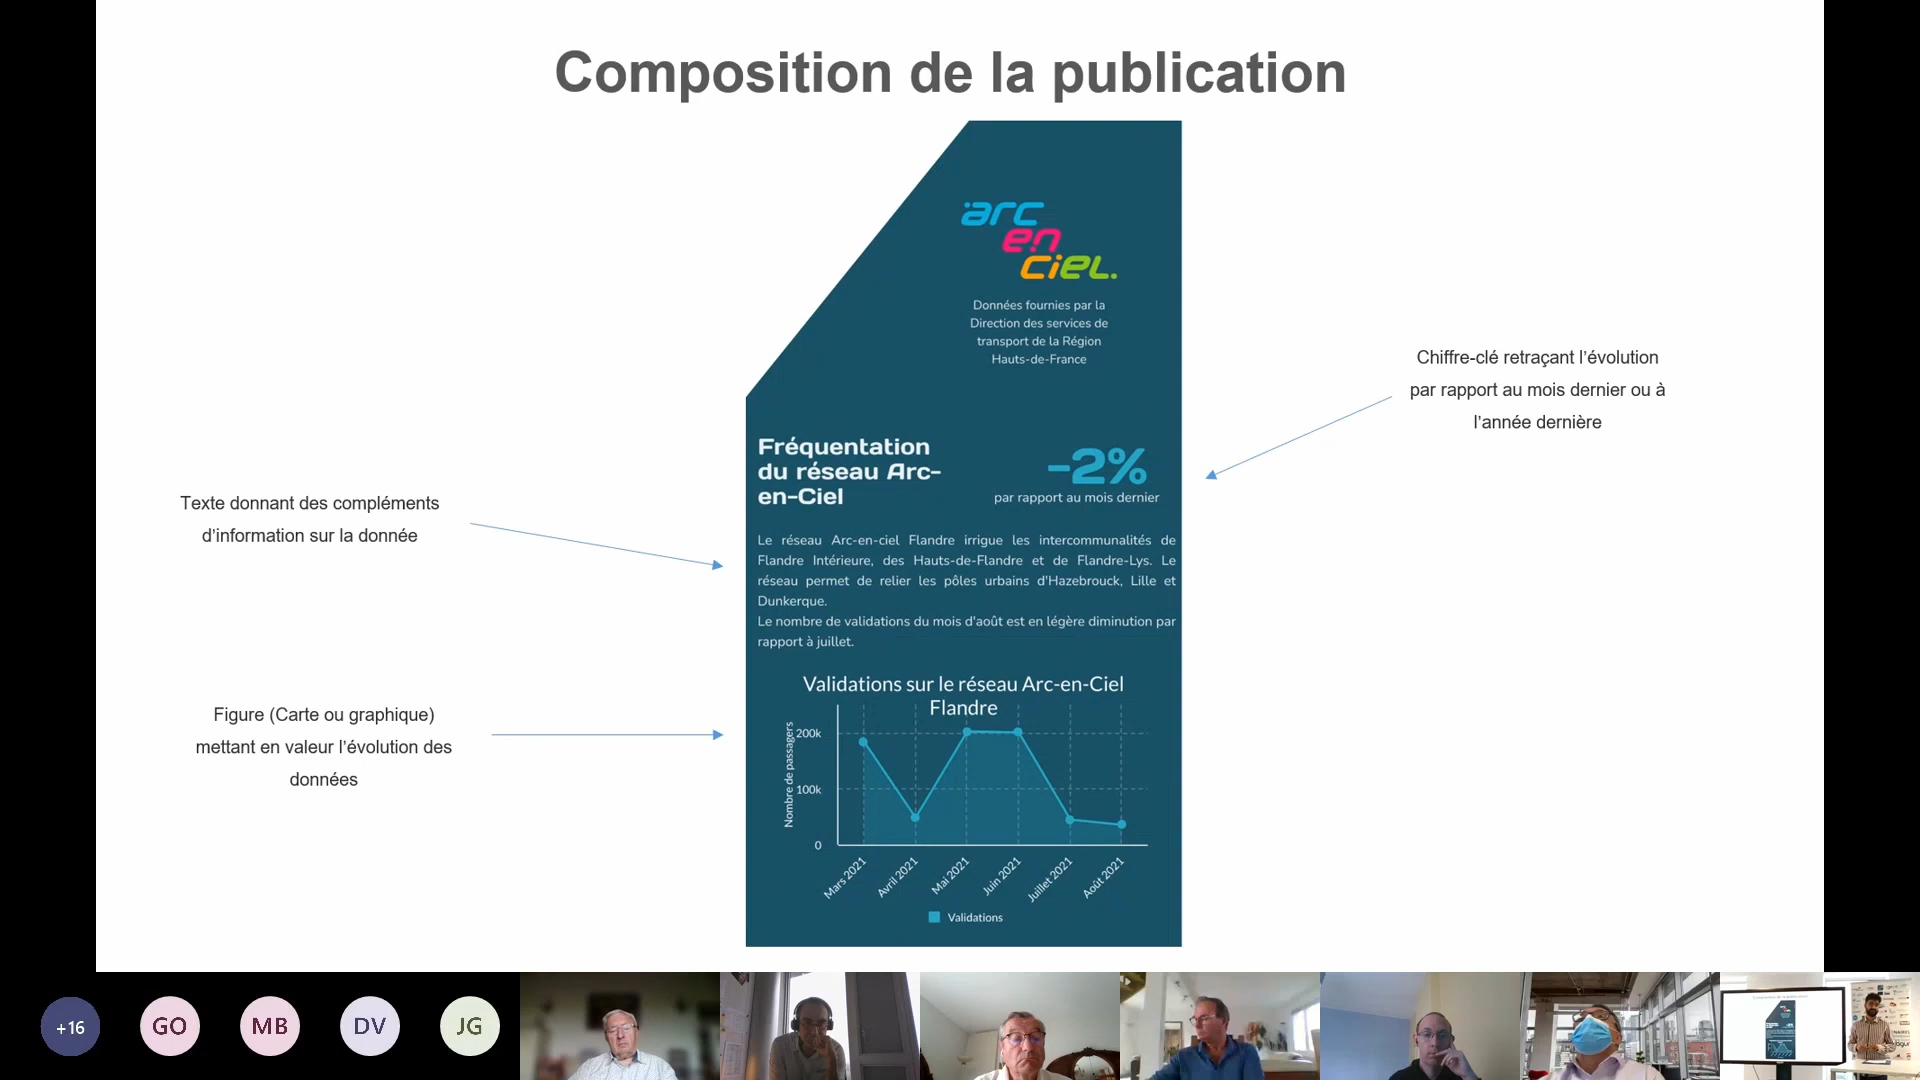 Composition de la publication
arc
en
ciel.
Données fournies par la
Direction des services de
transport de la Région
Hauts-de-France
Chiffre-clé retraçant l'évolution
par rapport au mois dernier ou à
l'année dernière
Fréquentation
du réseau Arc-
en-Ciel
-2%
par rapport au mois dernier
Texte donnant des compléments
d'information sur la donnée
Le réseau Arc-en-ciel Flandre irrigue les intercommunalités de
Flandre Intérieure, des Hauts-de-Flandre et de Flandre-Lys. Le
réseau permet de relier les pôles urbains d'Hazebrouck, Lille et
Dunkerque.
Le nombre de validations du mois d'août est en légère diminution par
rapport à juillet.
Figure (Carte ou graphique)
mettant en valeur l'évolution des
données
Validations sur le réseau Arc-en-Ciel
Flandre
Nombre de passagers
200k
100k
0
Mars 2021
Avril 2021
Mai 2021
Juin 2021
Juillet 2021
Août 2021
Validations
+16
GO
MB
DV
JG